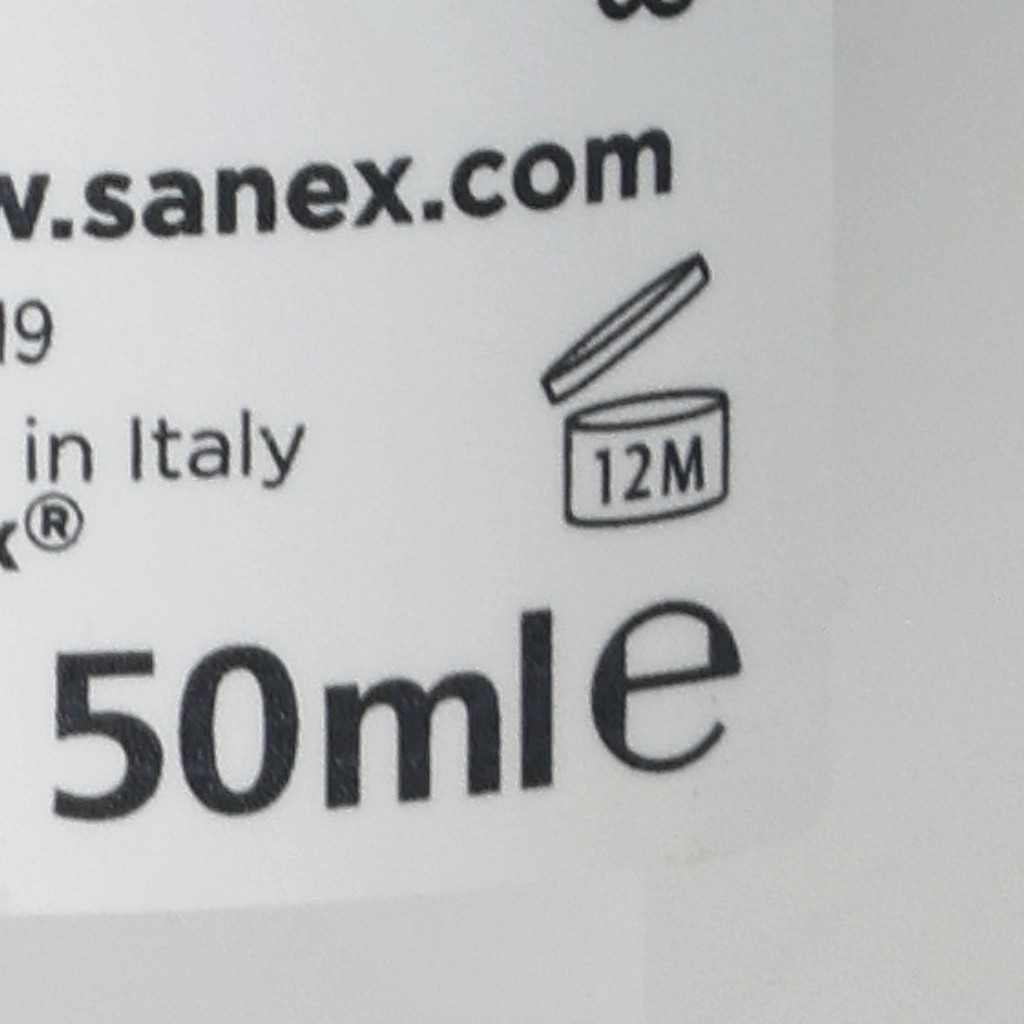 w.sanex.com
19
in Italy
x®
12M
50ml e